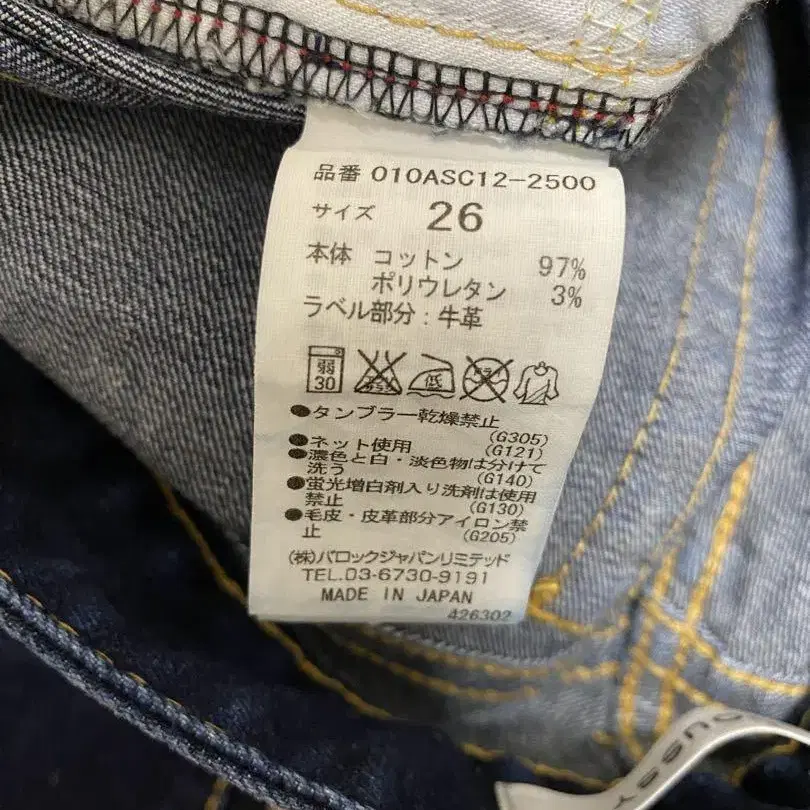 品番 010ASC12-2500
サイズ 26
本体 コットン 97%
ポリウレタン 3%
ラベル部分:牛革
弱 30 低
●タンブラー乾燥禁止
(G305)
●ネット使用 (G121)
●濃色と白・淡色物は分けて
洗う (G140)
●蛍光増白剤入り洗剤は使用
禁止 (G130)
●毛皮・皮革部分アイロン禁
止 (G205)
(株)バロックジャパンリミテッド
TEL.03-6730-9191
MADE IN JAPAN
426302